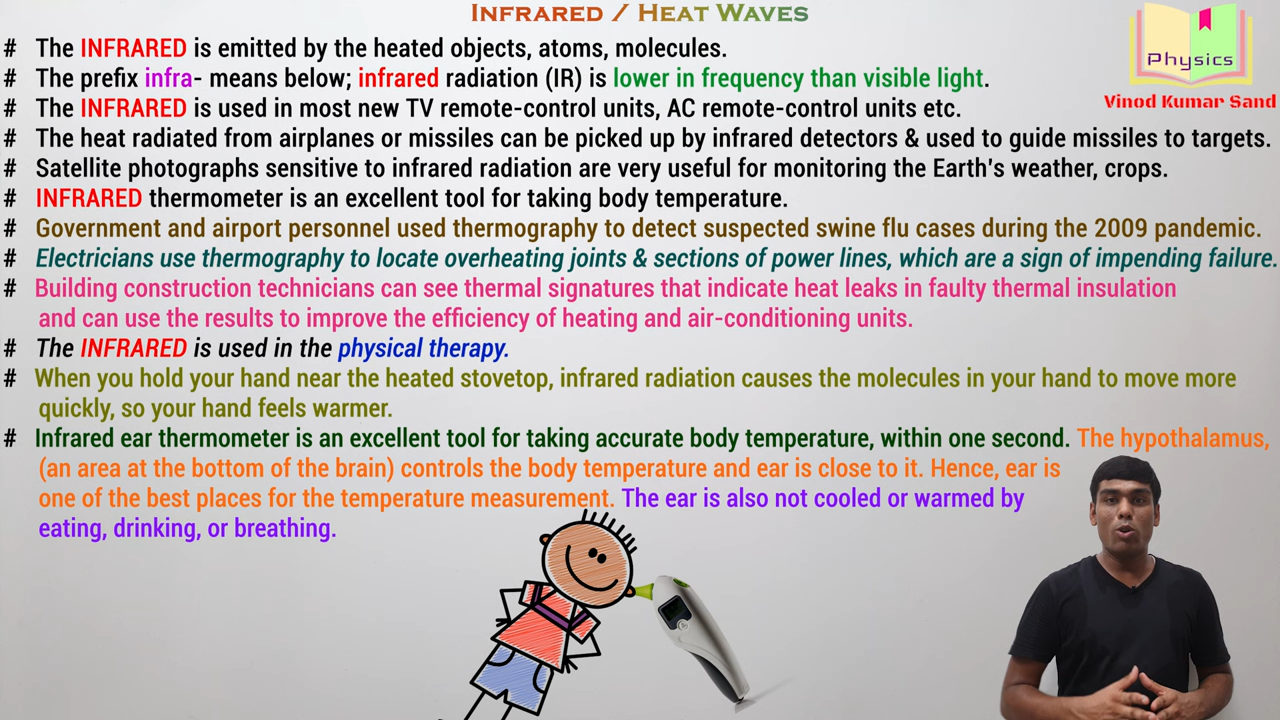 INFRARED / HEAT WAVES
# The INFRARED is emitted by the heated objects, atoms, molecules.
# The prefix infra- means below; infrared radiation (IR) is lower in frequency than visible light.
# The INFRARED is used in most new TV remote-control units, AC remote-control units etc.
# The heat radiated from airplanes or missiles can be picked up by infrared detectors & used to guide missiles to targets.
# Satellite photographs sensitive to infrared radiation are very useful for monitoring the Earth's weather, crops.
# INFRARED thermometer is an excellent tool for taking body temperature.
# Government and airport personnel used thermography to detect suspected swine flu cases during the 2009 pandemic.
# Electricians use thermography to locate overheating joints & sections of power lines, which are a sign of impending failure.
# Building construction technicians can see thermal signatures that indicate heat leaks in faulty thermal insulation
and can use the results to improve the efficiency of heating and air-conditioning units.
# The INFRARED is used in the physical therapy.
# When you hold your hand near the heated stovetop, infrared radiation causes the molecules in your hand to move more
quickly, so your hand feels warmer.
# Infrared ear thermometer is an excellent tool for taking accurate body temperature, within one second. The hypothalamus,
(an area at the bottom of the brain) controls the body temperature and ear is close to it. Hence, ear is
one of the best places for the temperature measurement. The ear is also not cooled or warmed by
eating, drinking, or breathing.
Physics
Vinod Kumar Sand